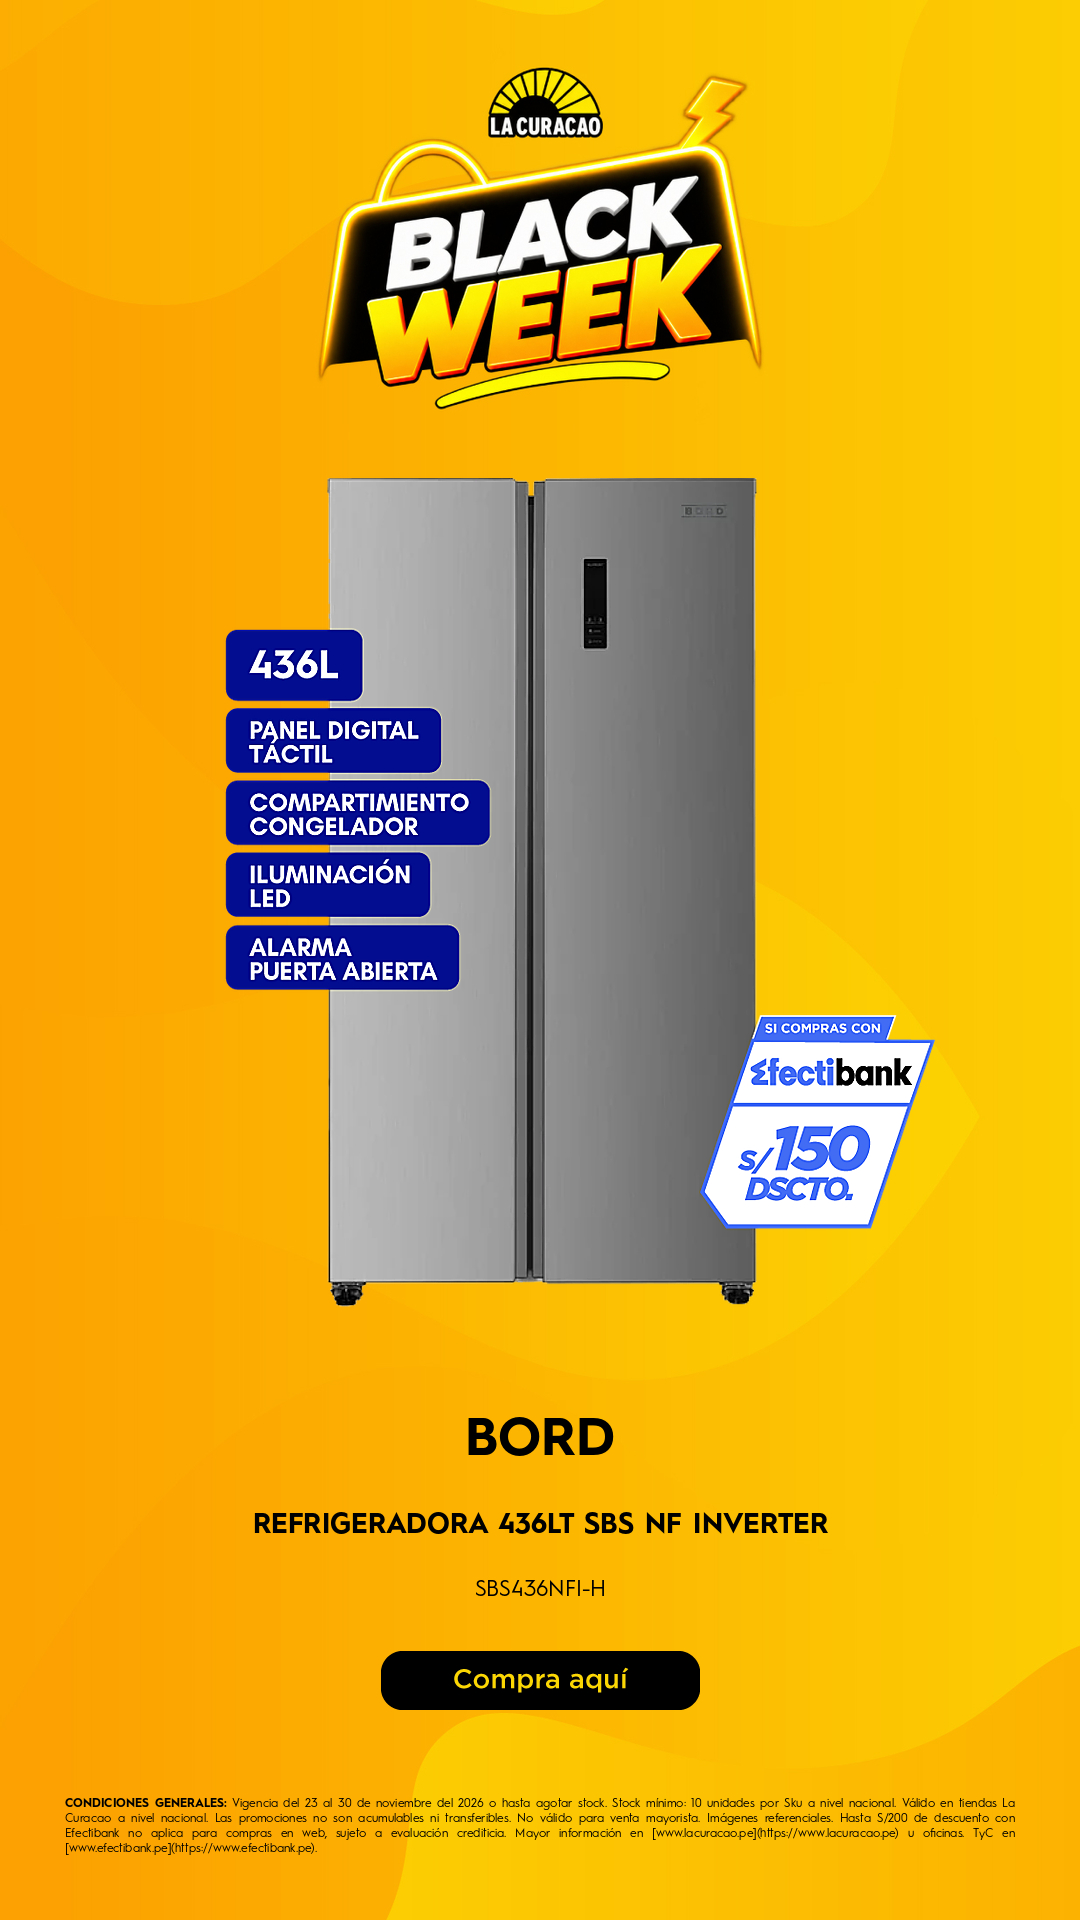 LA CURACAO
BLACK
WEEK
BORD
436L
PANEL DIGITAL
TÁCTIL
COMPARTIMIENTO
CONGELADOR
ILUMINACIÓN
LED
ALARMA
PUERTA ABIERTA
SI COMPRAS CON
Efectibank
S/150
DSCTO.
BORD
REFRIGERADORA 436LT SBS NF INVERTER
SBS436NFI-H
Compra aquí
CONDICIONES GENERALES: Vigencia del 23 al 30 de noviembre del 2026 o hasta agotar stock. Stock mínimo: 10 unidades por Sku a nivel nacional. Válido en tiendas La
Curacao a nivel nacional. Las promociones no son acumulables ni transferibles. No válido para venta mayorista. Imágenes referenciales. Hasta S/200 de descuento con
Efectibank no aplica para compras en web, sujeto a evaluación crediticia. Mayor información en [www.lacuracao.pe](https://www.lacuracao.pe) u oficinas. TyC en
[www.efectibank.pe](https://www.efectibank.pe).